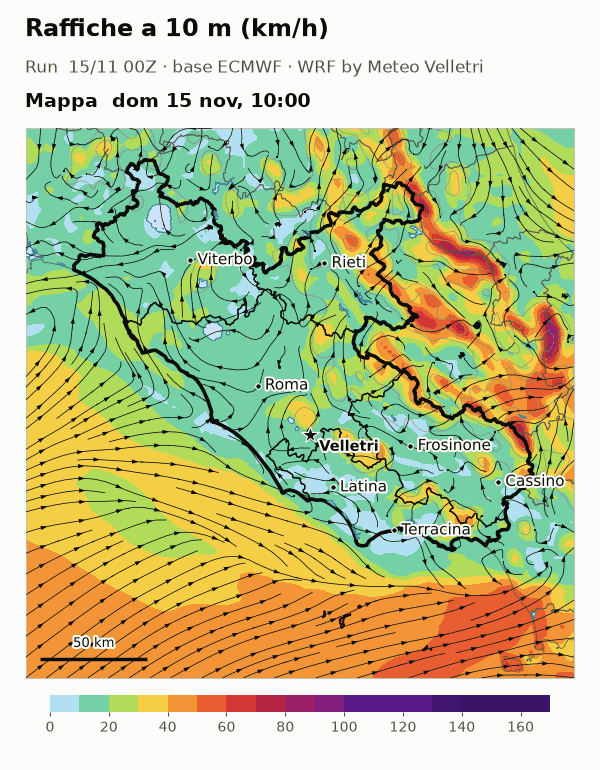 Raffiche a 10 m (km/h)
Run 15/11 00Z · base ECMWF · WRF by Meteo Velletri
Mappa dom 15 nov, 10:00
Viterbo
Rieti
Roma
Velletri
Frosinone
Latina
Cassino
Terracina
50 km
0 20 40 60 80 100 120 140 160